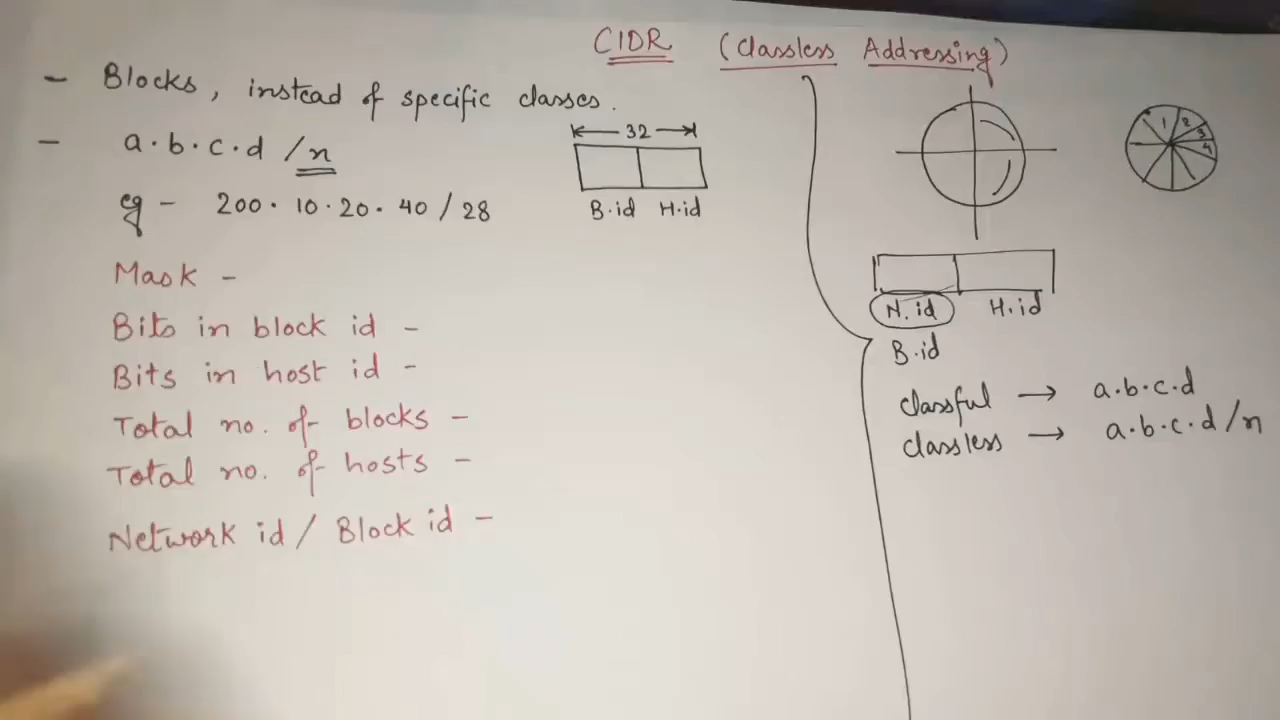 CIDR (Classless Addressing)
- Blocks, instead of specific classes.
- a.b.c.d /n
eg - 200.10.20.40 / 28
32
B.id H.id
Mask -
Bits in block id -
Bits in host id -
Total no. of blocks -
Total no. of hosts -
Network id / Block id -
1 2 3 4
N.id H.id
B.id
classful → a.b.c.d
classless → a.b.c.d /n